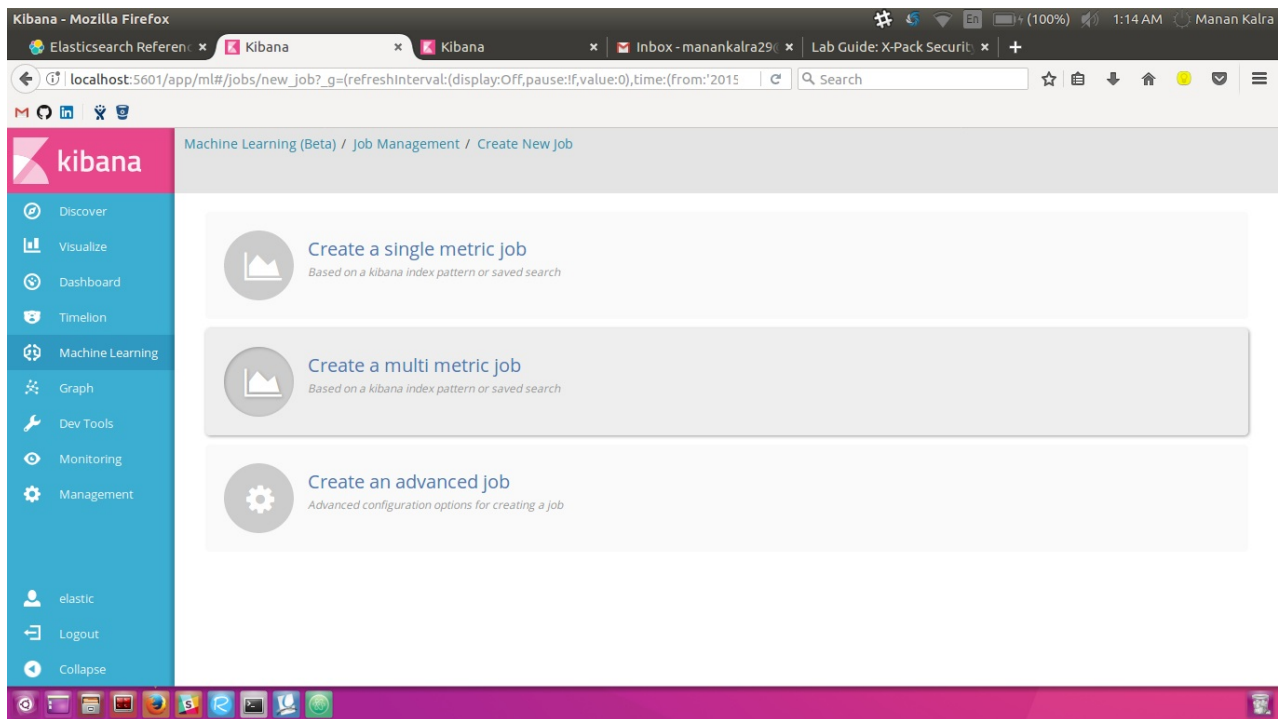 Kibana - Mozilla Firefox
En
(100%)
1:14 AM
Manan Kalra
Elasticsearch Referenc
Kibana
Kibana
Inbox - manankalra29@
Lab Guide: X-Pack Security
localhost:5601/app/ml#/jobs/new_job?_g=(refreshInterval:(display:Off,pause:!f,value:0),time:(from:'2015
Search
kibana
Machine Learning (Beta) / Job Management / Create New Job
Discover
Visualize
Dashboard
Timelion
Machine Learning
Graph
Dev Tools
Monitoring
Management
elastic
Logout
Collapse
Create a single metric job
Based on a kibana index pattern or saved search
Create a multi metric job
Based on a kibana index pattern or saved search
Create an advanced job
Advanced configuration options for creating a job